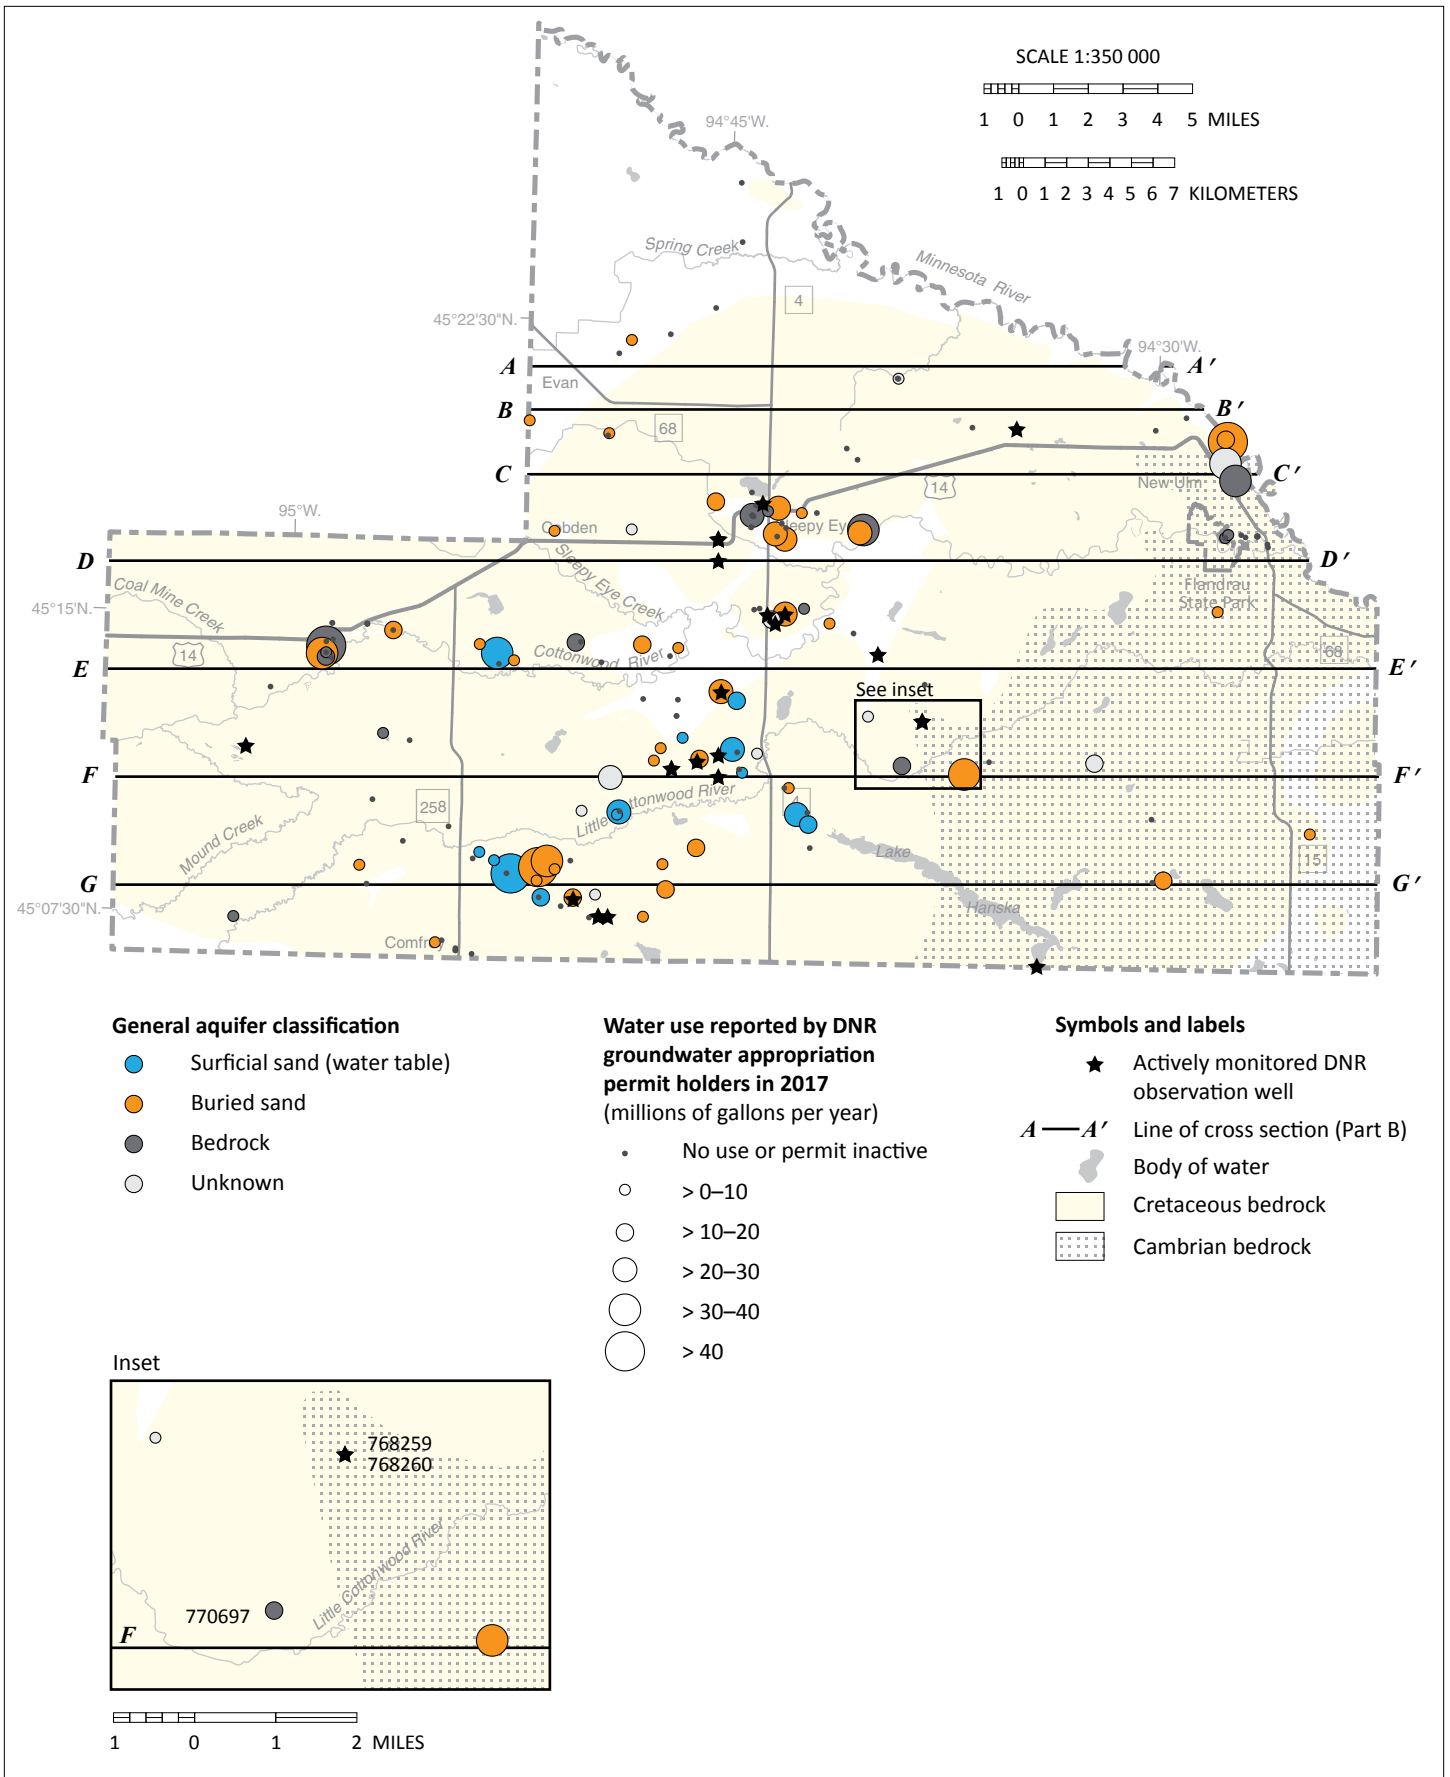 SCALE 1:350 000
1 0 1 2 3 4 5 MILES
1 0 1 2 3 4 5 6 7 KILOMETERS
94°45'W.
Spring Creek
Minnesota River
4
45°22'30"N.
94°30'W.
A
A′
Evan
B
B′
68
C
C′
14
New Ulm
95°W.
Cobden
Sleepy Eye
D
D′
Coal Mine Creek
Sleepy Eye Creek
Flandrau
State Park
45°15'
14
Cottonwood River
68
E
E′
See inset
F
F′
258
Little Cottonwood River
4
Mound Creek
Lake
15
G
G′
45°07'30"N.
Hanska
Comfrey
General aquifer classification
Surficial sand (water table)
Buried sand
Bedrock
Unknown
Water use reported by DNR
groundwater appropriation
permit holders in 2017
(millions of gallons per year)
No use or permit inactive
> 0–10
> 10–20
> 20–30
> 30–40
> 40
Symbols and labels
Actively monitored DNR
observation well
A — A′ Line of cross section (Part B)
Body of water
Cretaceous bedrock
Cambrian bedrock
Inset
768259
768260
Little Cottonwood River
770697
F
1 0 1 2 MILES